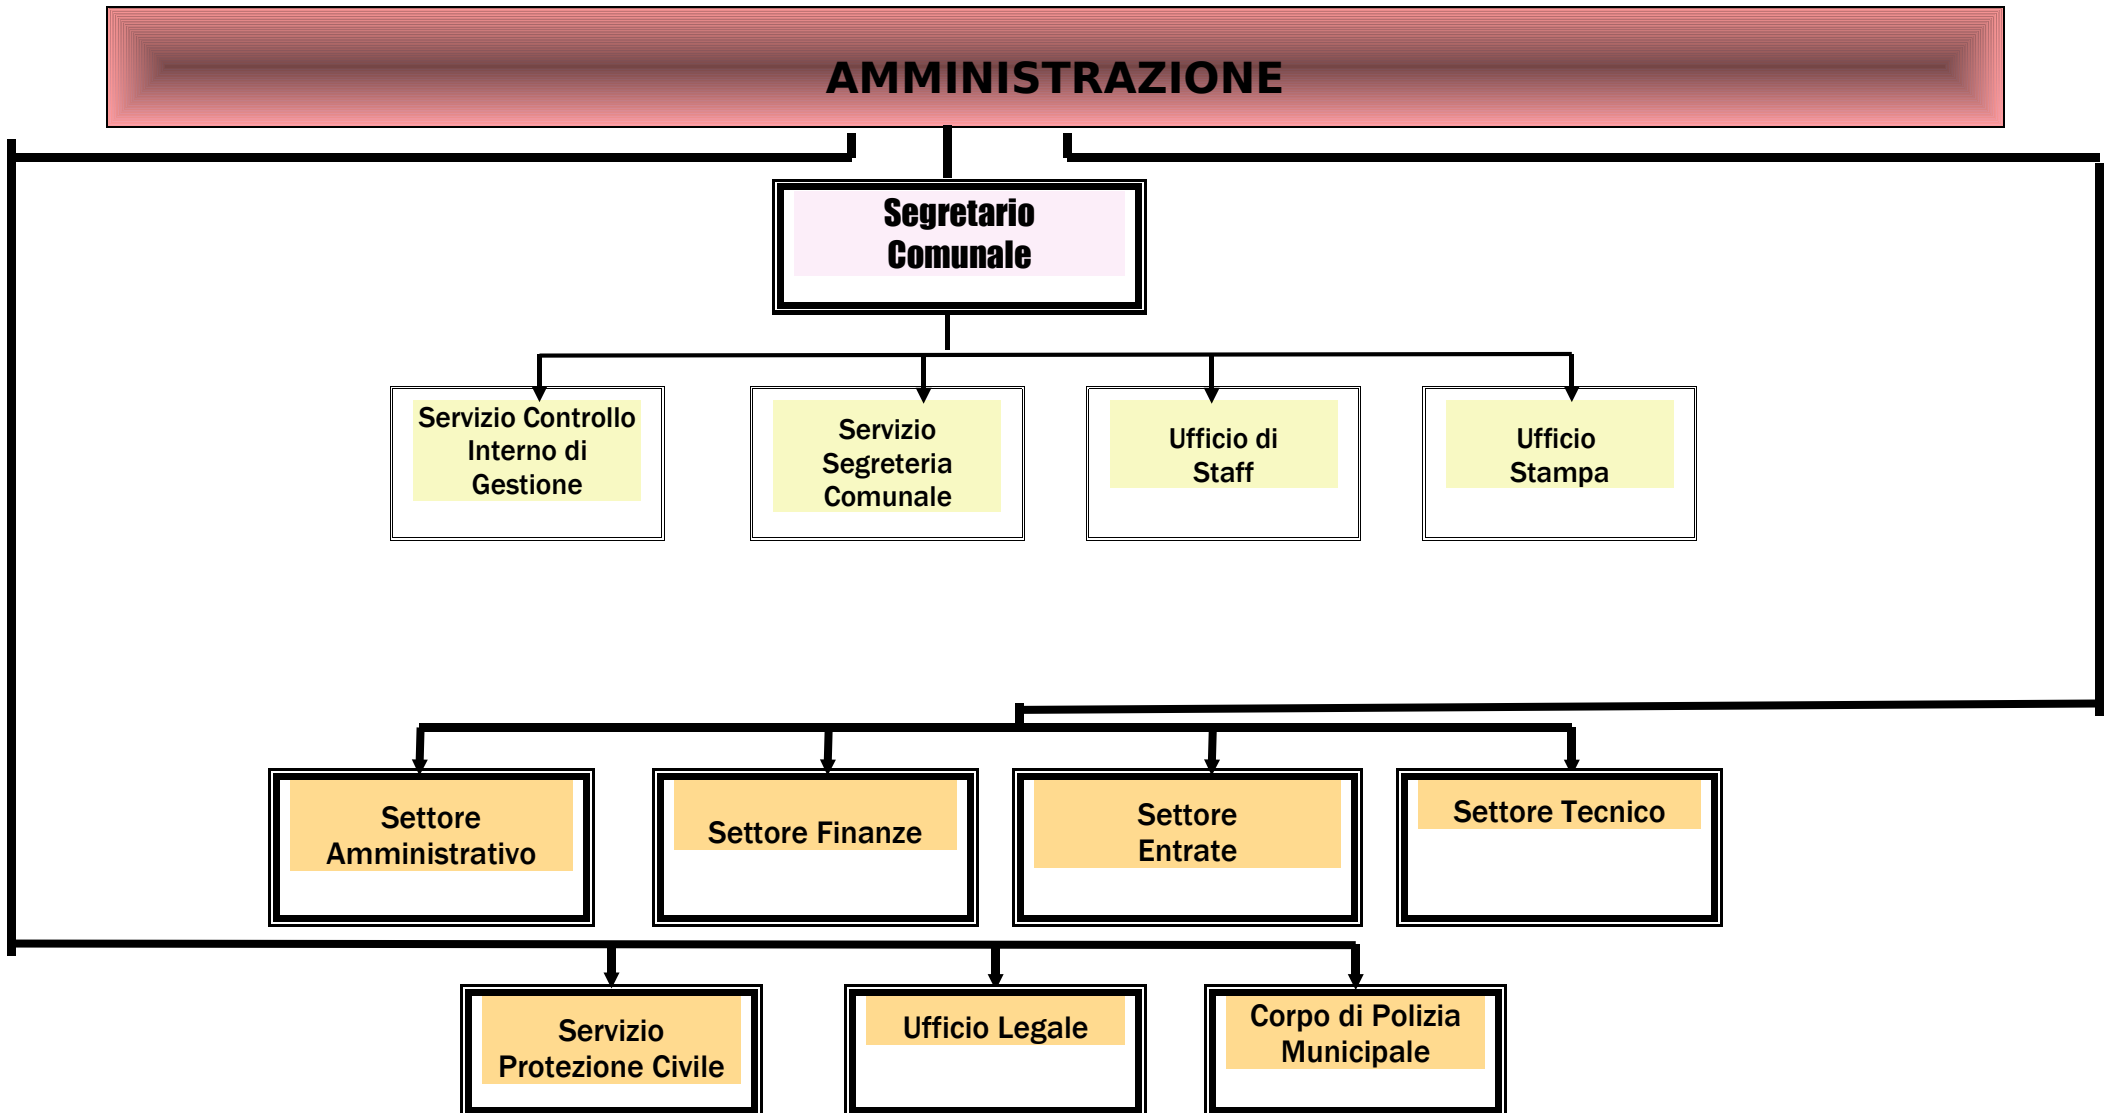 AMMINISTRAZIONE
Segretario
Comunale
Servizio Controllo
Interno di
Gestione
Servizio
Segreteria
Comunale
Ufficio di
Staff
Ufficio
Stampa
Settore
Amministrativo
Settore Finanze
Settore
Entrate
Settore Tecnico
Servizio
Protezione Civile
Ufficio Legale
Corpo di Polizia
Municipale